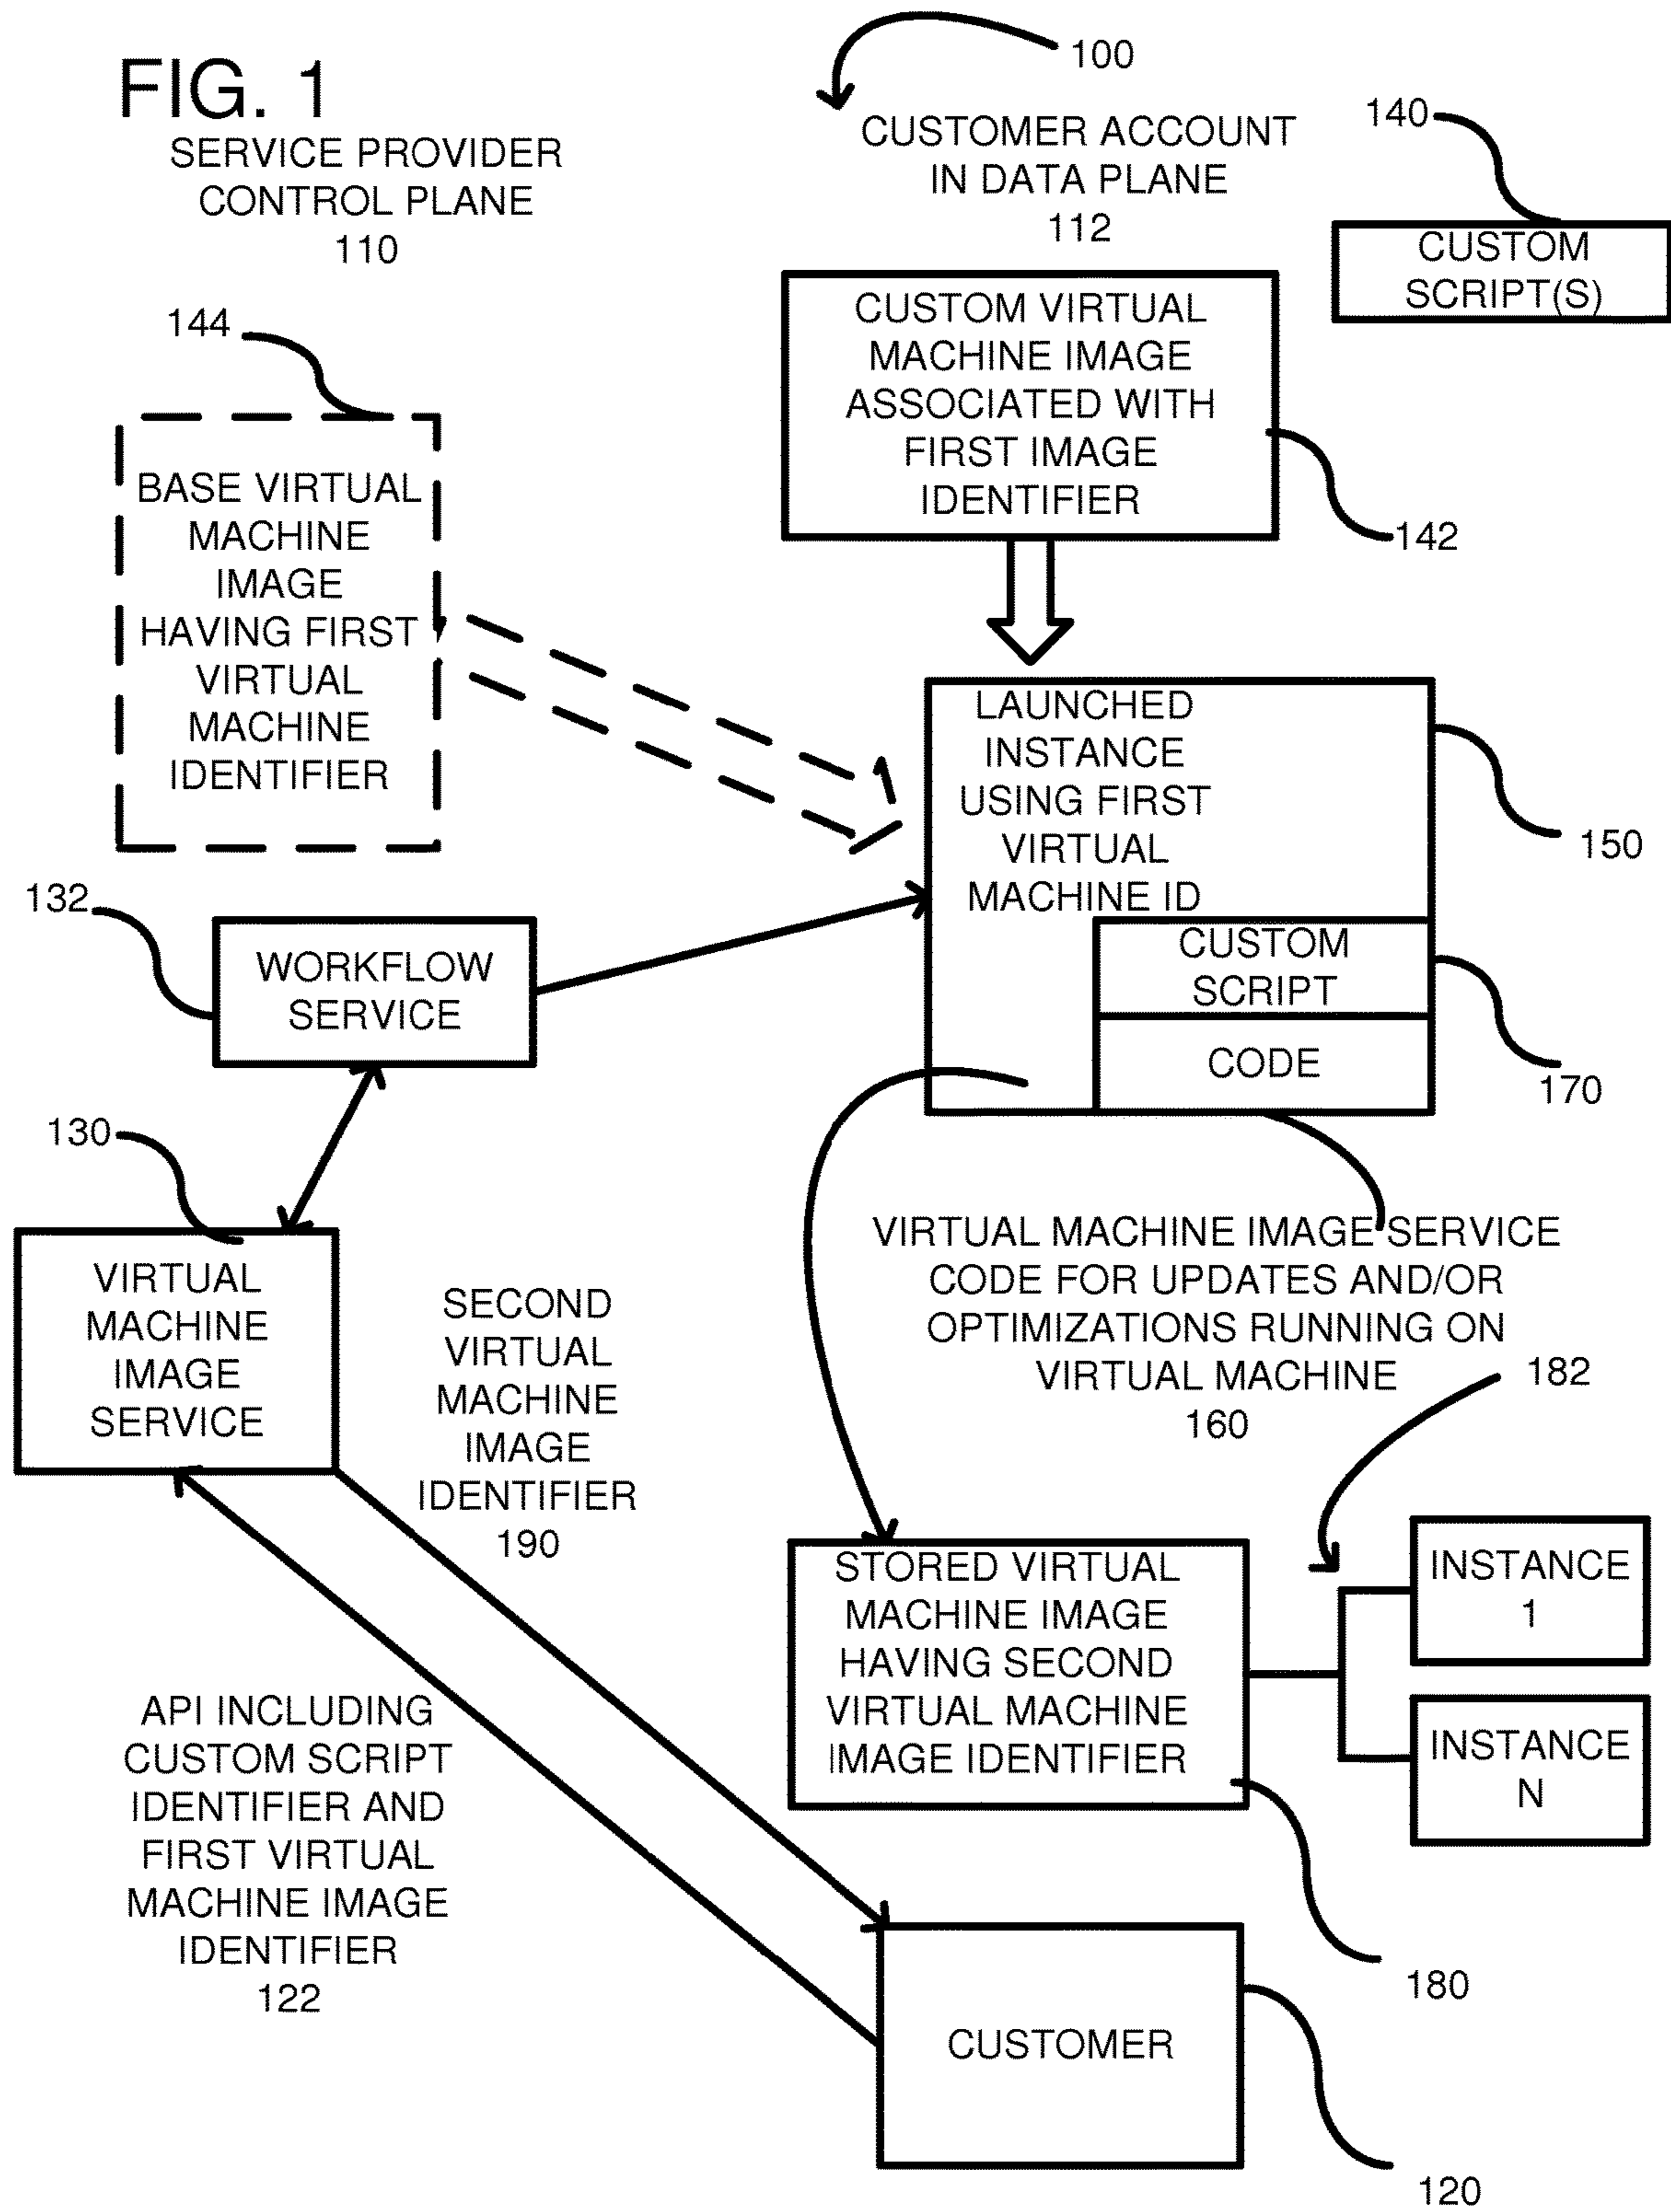 FIG. 1
SERVICE PROVIDER
CONTROL PLANE
110
100
CUSTOMER ACCOUNT
IN DATA PLANE
112
140
CUSTOM
SCRIPT(S)
CUSTOM VIRTUAL
MACHINE IMAGE
ASSOCIATED WITH
FIRST IMAGE
IDENTIFIER
142
144
BASE VIRTUAL
MACHINE
IMAGE
HAVING FIRST
VIRTUAL
MACHINE
IDENTIFIER
LAUNCHED
INSTANCE
USING FIRST
VIRTUAL
MACHINE ID
150
CUSTOM
SCRIPT
CODE
170
132
WORKFLOW
SERVICE
130
VIRTUAL
MACHINE
IMAGE
SERVICE
SECOND
VIRTUAL
MACHINE
IMAGE
IDENTIFIER
190
VIRTUAL MACHINE IMAGE SERVICE
CODE FOR UPDATES AND/OR
OPTIMIZATIONS RUNNING ON
VIRTUAL MACHINE
160
182
STORED VIRTUAL
MACHINE IMAGE
HAVING SECOND
VIRTUAL MACHINE
IMAGE IDENTIFIER
180
INSTANCE
1
INSTANCE
N
API INCLUDING
CUSTOM SCRIPT
IDENTIFIER AND
FIRST VIRTUAL
MACHINE IMAGE
IDENTIFIER
122
CUSTOMER
120